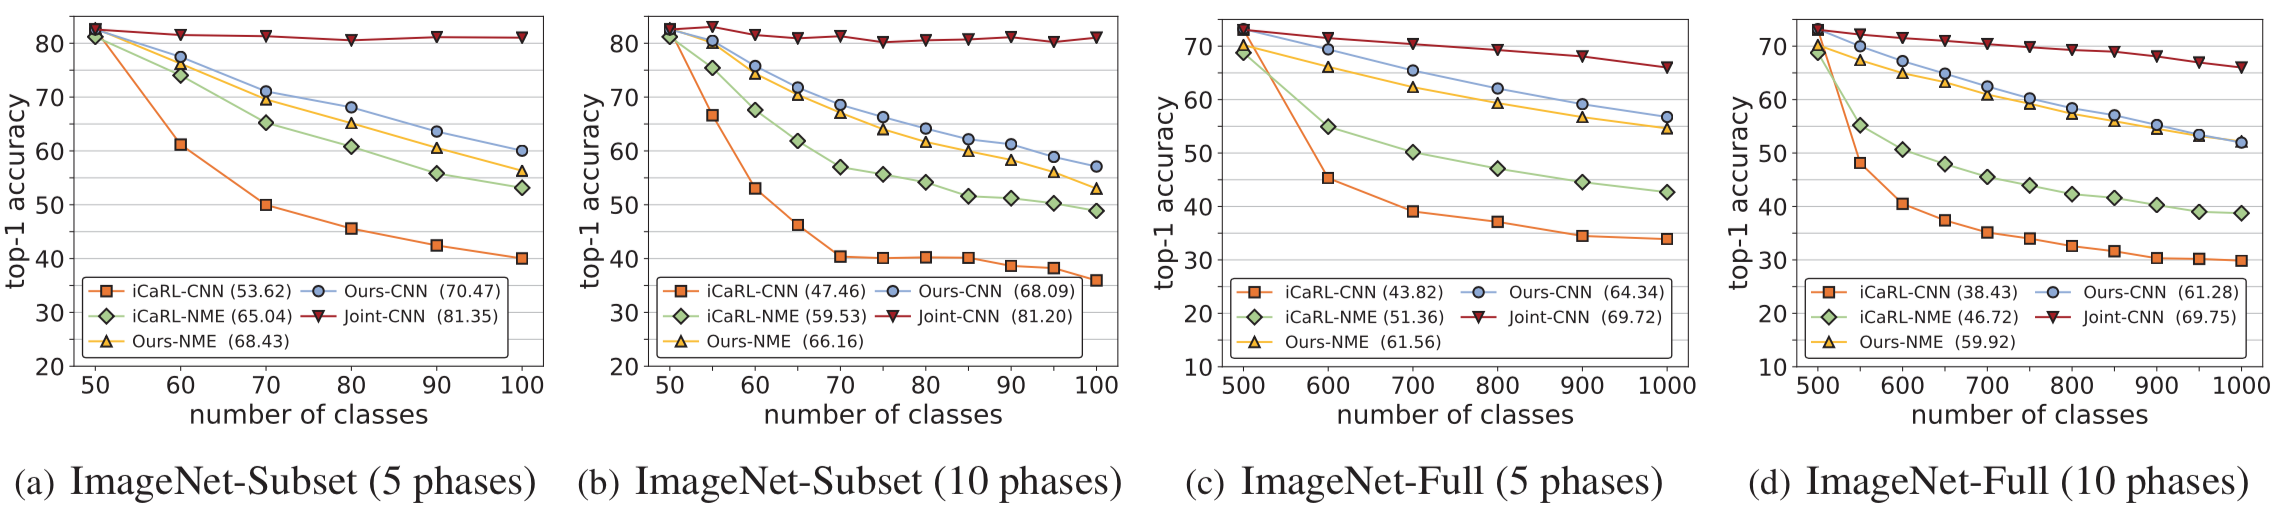 top-1 accuracy
80
70
60
50
40
30
20
iCaRL-CNN (53.62)
iCaRL-NME (65.04)
Ours-NME (68.43)
Ours-CNN (70.47)
Joint-CNN (81.35)
50 60 70 80 90 100
number of classes
(a) ImageNet-Subset (5 phases)
top-1 accuracy
80
70
60
50
40
30
20
iCaRL-CNN (47.46)
iCaRL-NME (59.53)
Ours-NME (66.16)
Ours-CNN (68.09)
Joint-CNN (81.20)
50 60 70 80 90 100
number of classes
(b) ImageNet-Subset (10 phases)
top-1 accuracy
70
60
50
40
30
20
10
iCaRL-CNN (43.82)
iCaRL-NME (51.36)
Ours-NME (61.56)
Ours-CNN (64.34)
Joint-CNN (69.72)
500 600 700 800 900 1000
number of classes
(c) ImageNet-Full (5 phases)
top-1 accuracy
70
60
50
40
30
20
10
iCaRL-CNN (38.43)
iCaRL-NME (46.72)
Ours-NME (59.92)
Ours-CNN (61.28)
Joint-CNN (69.75)
500 600 700 800 900 1000
number of classes
(d) ImageNet-Full (10 phases)